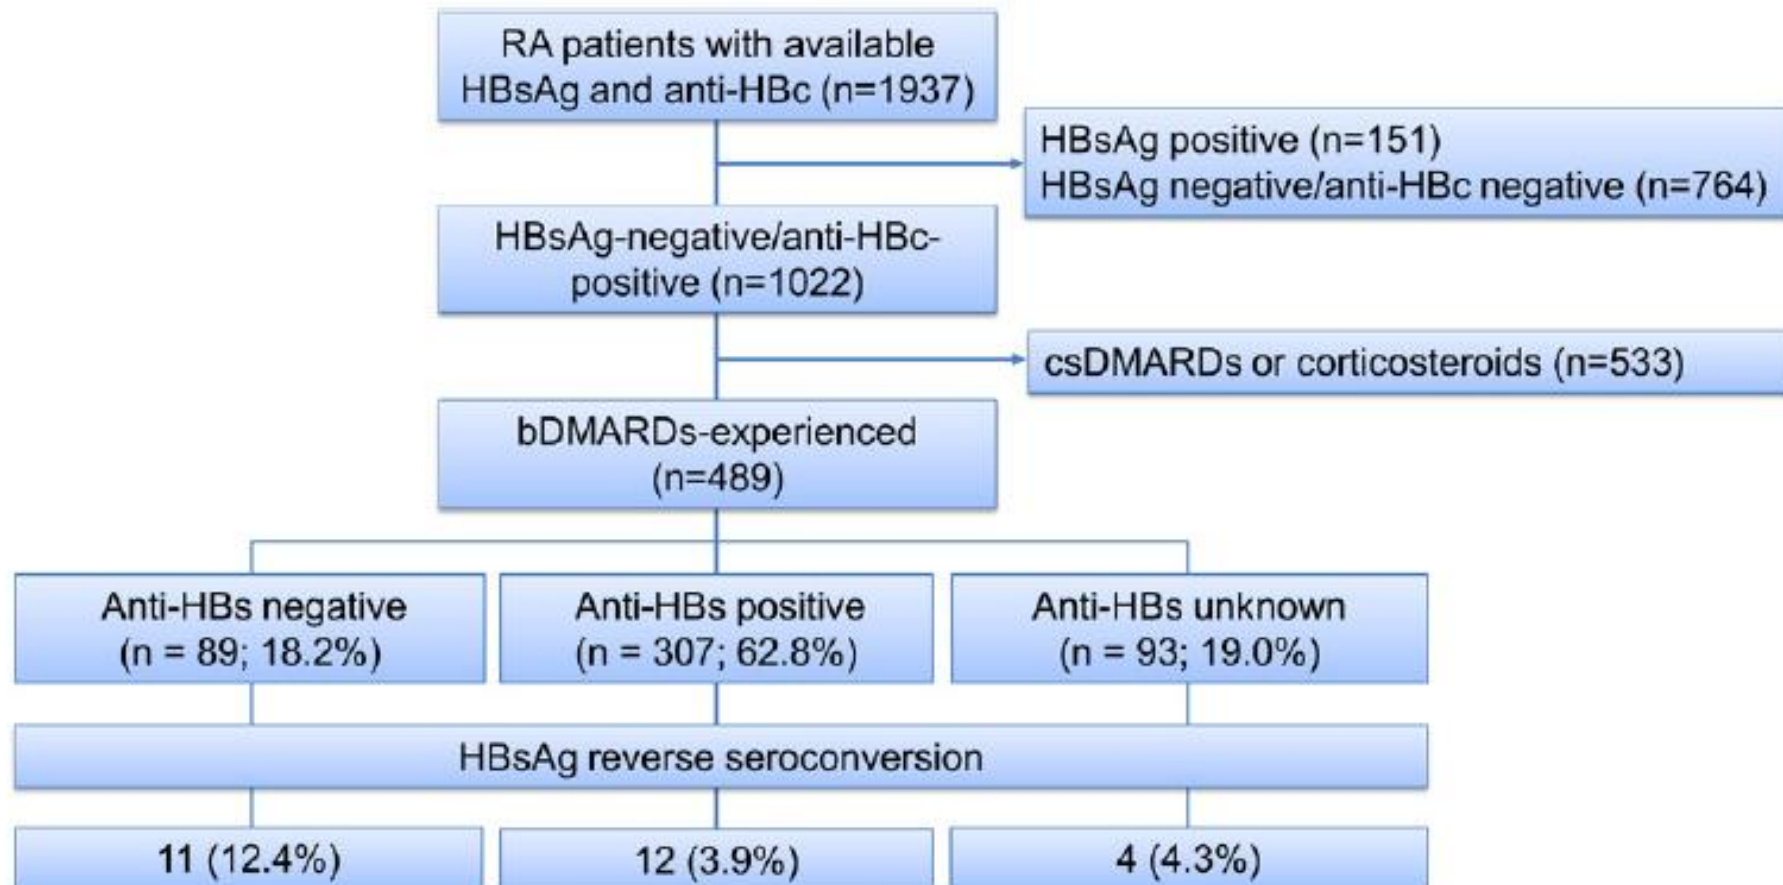 RA patients with available
HBsAg and anti-HBc (n=1937)
HBsAg positive (n=151)
HBsAg negative/anti-HBc negative (n=764)
HBsAg-negative/anti-HBc-
positive (n=1022)
csDMARDs or corticosteroids (n=533)
bDMARDs-experienced
(n=489)
Anti-HBs negative
(n = 89; 18.2%)
Anti-HBs positive
(n = 307; 62.8%)
Anti-HBs unknown
(n = 93; 19.0%)
HBsAg reverse seroconversion
11 (12.4%)
12 (3.9%)
4 (4.3%)